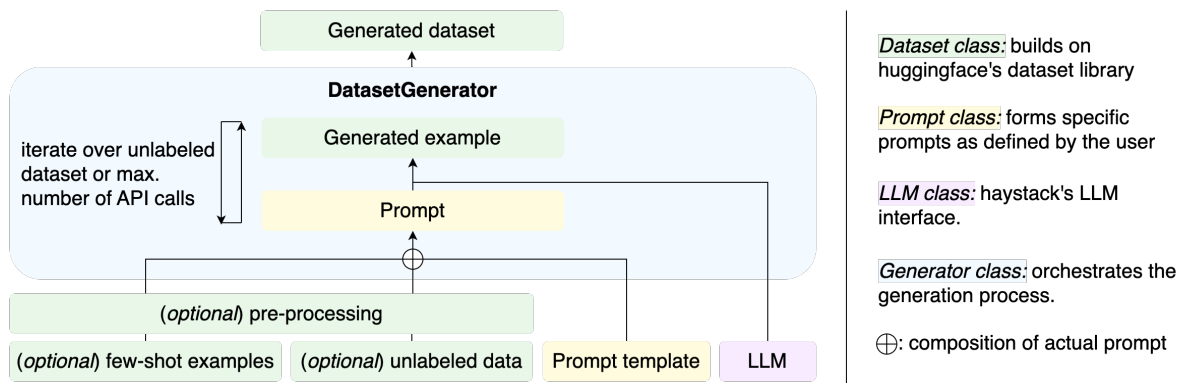 Generated dataset
DatasetGenerator
Generated example
iterate over unlabeled
dataset or max.
number of API calls
Prompt
(optional) pre-processing
(optional) few-shot examples
(optional) unlabeled data
Prompt template
LLM
Dataset class: builds on
huggingface's dataset library
Prompt class: forms specific
prompts as defined by the user
LLM class: haystack's LLM
interface.
Generator class: orchestrates the
generation process.
⊕: composition of actual prompt